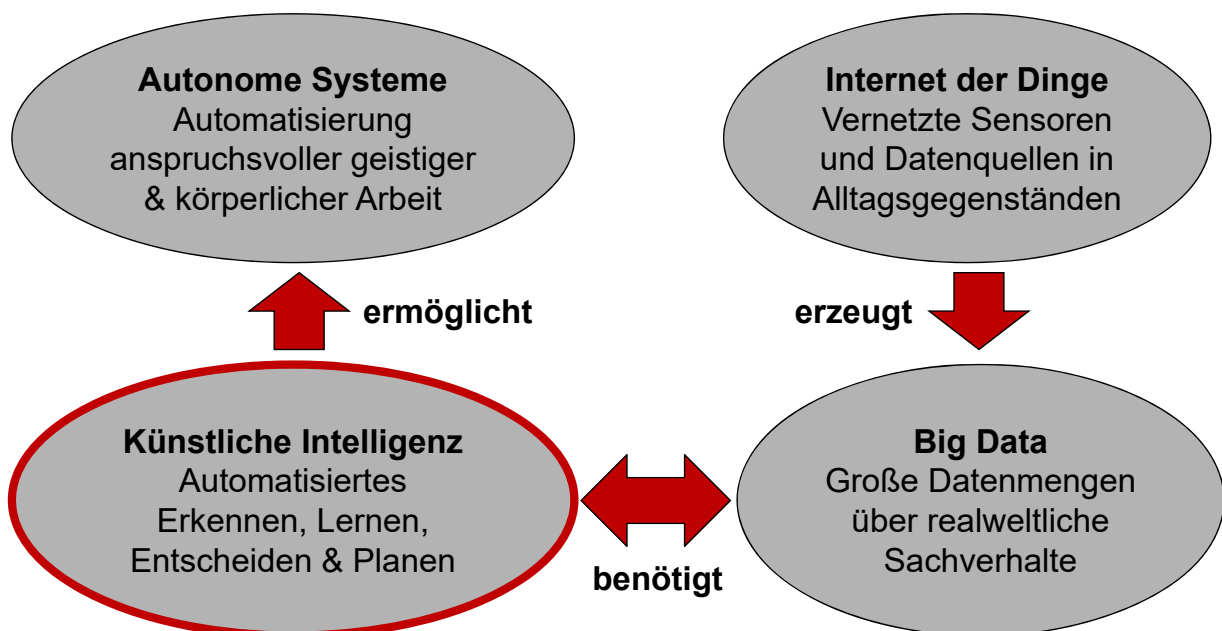 Autonome Systeme
Automatisierung
anspruchsvoller geistiger
& körperlicher Arbeit
Internet der Dinge
Vernetzte Sensoren
und Datenquellen in
Alltagsgegenständen
ermöglicht
erzeugt
Künstliche Intelligenz
Automatisiertes
Erkennen, Lernen,
Entscheiden & Planen
benötigt
Big Data
Große Datenmengen
über realweltliche
Sachverhalte